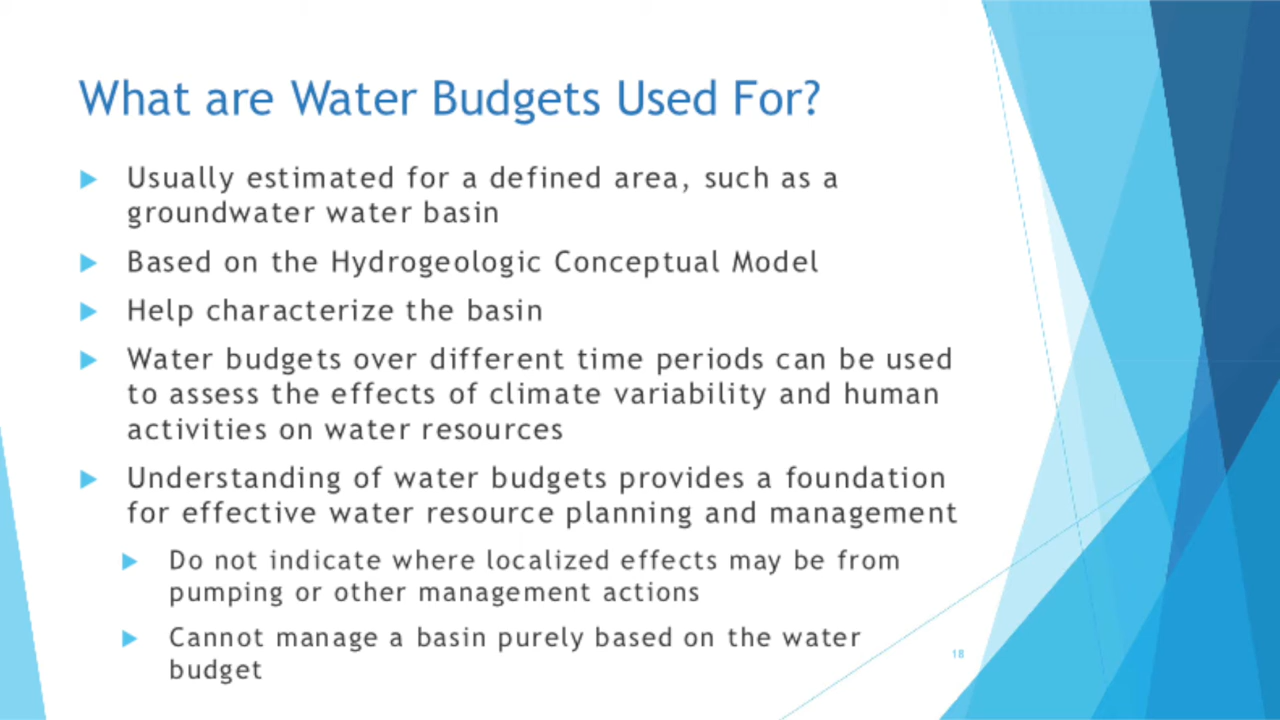 What are Water Budgets Used For?
Usually estimated for a defined area, such as a
groundwater water basin
Based on the Hydrogeologic Conceptual Model
Help characterize the basin
Water budgets over different time periods can be used
to assess the effects of climate variability and human
activities on water resources
Understanding of water budgets provides a foundation
for effective water resource planning and management
Do not indicate where localized effects may be from
pumping or other management actions
Cannot manage a basin purely based on the water
budget
18